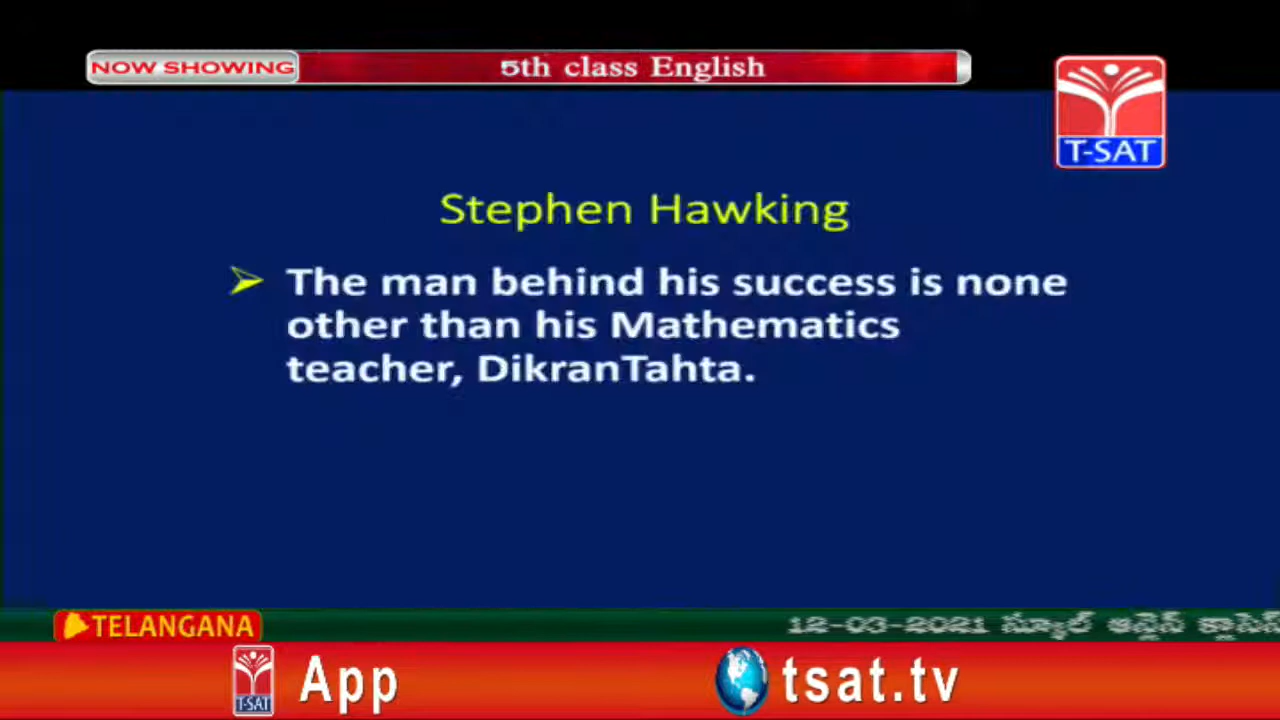 NOW SHOWING
5th class English
T-SAT
Stephen Hawking
The man behind his success is none
other than his Mathematics
teacher, DikranTahta.
TELANGANA
12-03-2021 స్కూల్ ఆన్లైన్
T-SAT
App
tsat.tv